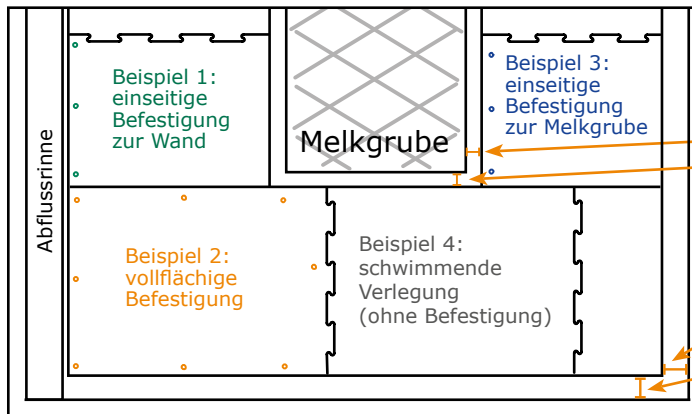 Beispiel 1:
einseitige
Befestigung
zur Wand
Melkgrube
Beispiel 3:
einseitige
Befestigung
zur Melkgrube
Abflussrinne
Beispiel 2:
vollflächige
Befestigung
Beispiel 4:
schwimmende
Verlegung
(ohne Befestigung)